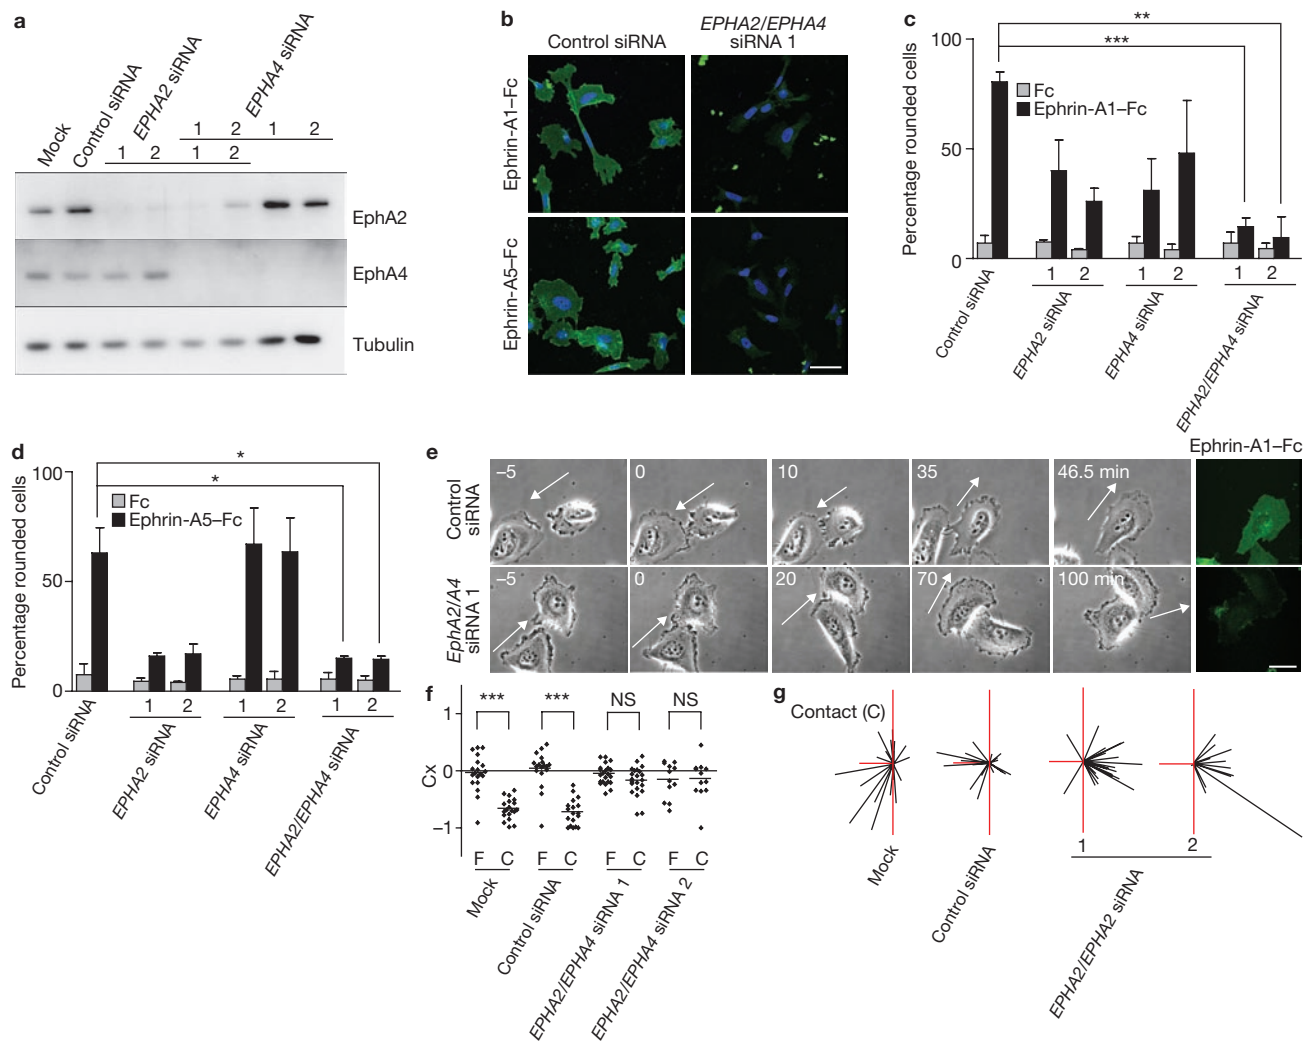 a
Mock
Control siRNA
EPHA2 siRNA
EPHA4 siRNA
1 2 1 2
1 2
EphA2
EphA4
Tubulin
b
Control siRNA
EPHA2/EPHA4
siRNA 1
Ephrin-A1–Fc
Ephrin-A5–Fc
c
**
***
100
50
0
Percentage rounded cells
Fc
Ephrin-A1–Fc
1 2 1 2 1 2
Control siRNA
EPHA2 siRNA
EPHA4 siRNA
EPHA2/EPHA4 siRNA
d
*
*
100
50
0
Percentage rounded cells
Fc
Ephrin-A5–Fc
1 2 1 2 1 2
Control siRNA
EPHA2 siRNA
EPHA4 siRNA
EPHA2/EPHA4 siRNA
e
Ephrin-A1–Fc
Control
siRNA
–5 0 10 35 46.5 min
EphA2/A4
siRNA 1
–5 0 20 70 100 min
f
*** *** NS NS
1
0
–1
Cx
F C F C F C F C
Mock
Control siRNA
EPHA2/EPHA4 siRNA 1
EPHA2/EPHA4 siRNA 2
g
Contact (C)
1 2
Mock
Control siRNA
EPHA2/EPHA2 siRNA